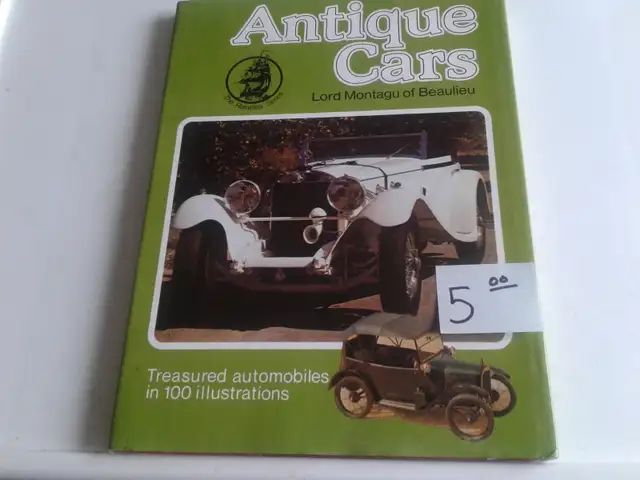 Antique
Cars
Lord Montagu of Beaulieu
Treasured automobiles
in 100 illustrations
5 00